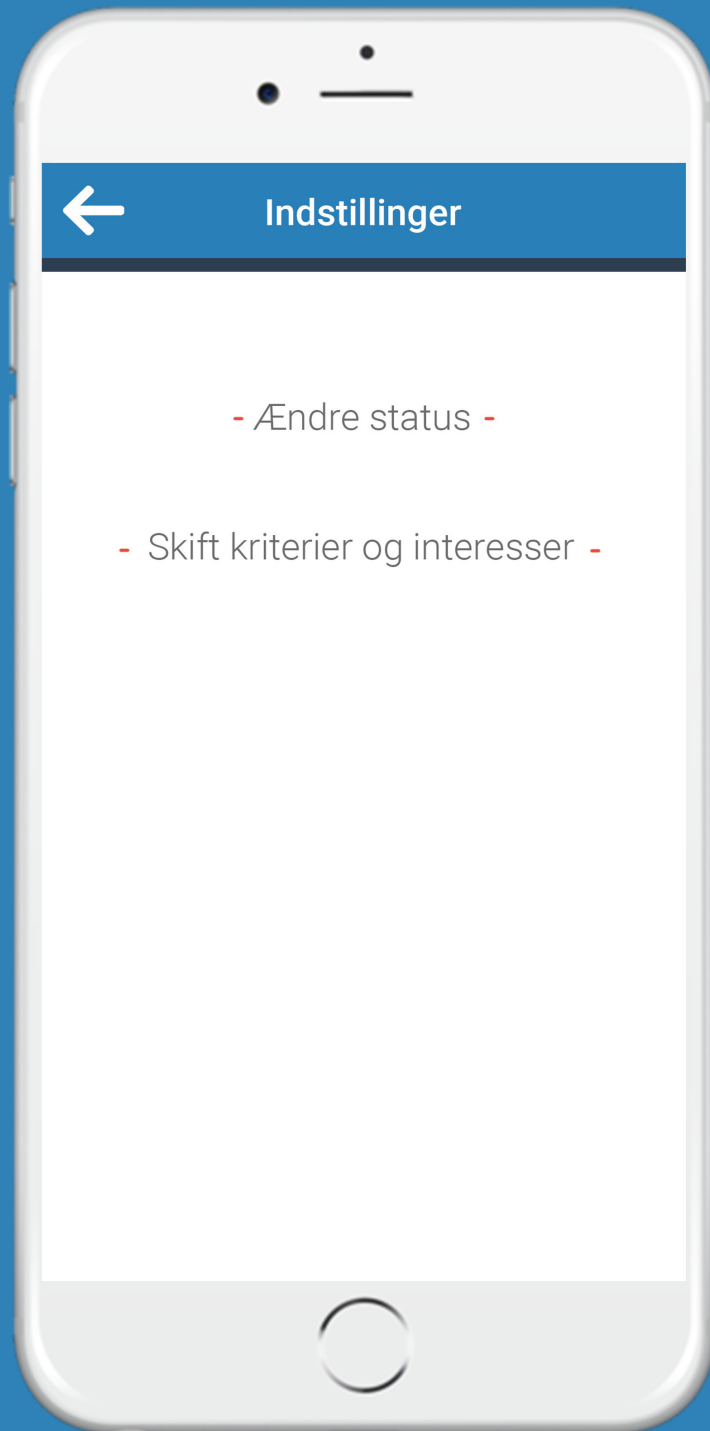 Indstillinger
- Ændre status -
- Skift kriterier og interesser -